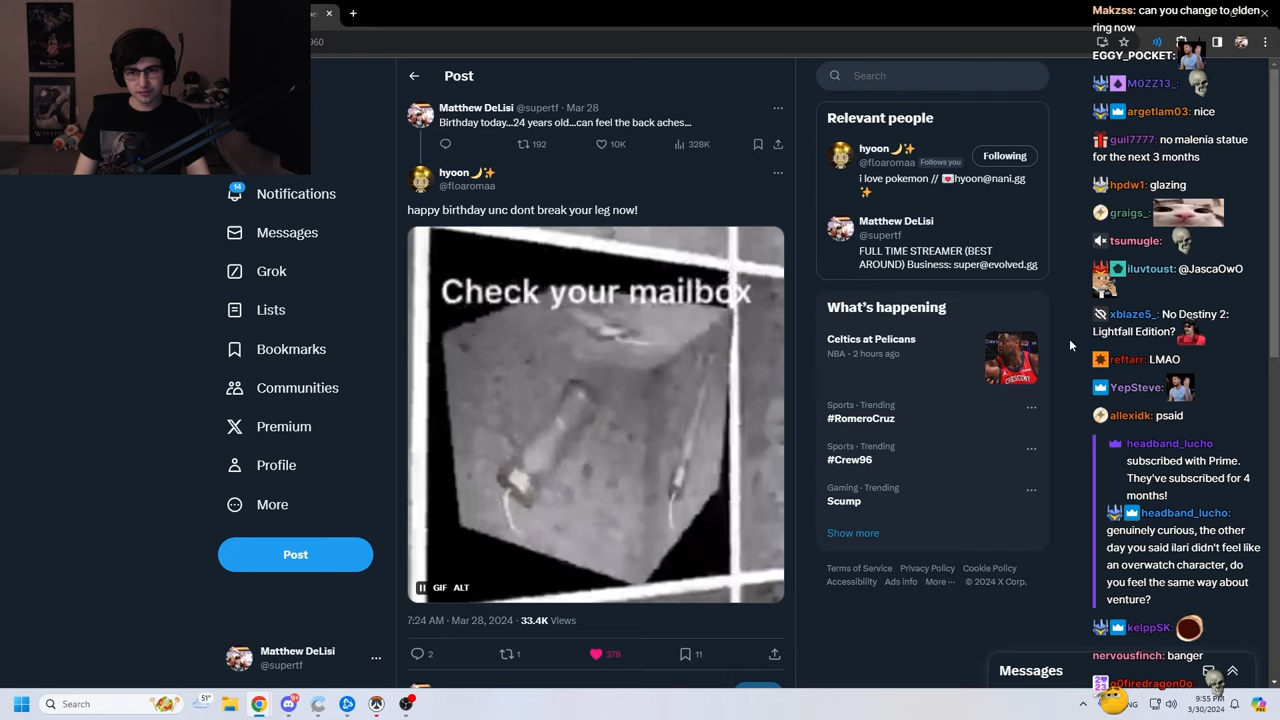 960
Post
Search
Matthew DeLisi @supertf · Mar 28
Birthday today...24 years old...can feel the back aches...
192 10K 328K
hyoon🌙✨
@floaromaa
happy birthday unc dont break your leg now!
Check your mailbox
GIF ALT
7:24 AM · Mar 28, 2024 · 33.4K Views
2 1 378 11
14
Notifications
Messages
Grok
Lists
Bookmarks
Communities
Premium
Profile
More
Post
Matthew DeLisi
@supertf
Relevant people
hyoon🌙✨
@floaromaa Follows you
Following
i love pokemon // 💌hyoon@nani.gg
✨
Matthew DeLisi
@supertf
FULL TIME STREAMER (BEST
AROUND) Business: super@evolved.gg
What's happening
Celtics at Pelicans
NBA · 2 hours ago
Sports · Trending
#RomeroCruz
Sports · Trending
#Crew96
Gaming · Trending
Scump
Show more
Terms of Service Privacy Policy Cookie Policy
Accessibility Ads info More ··· © 2024 X Corp.
Messages
Makzss: can you change to elden
ring now
EGGY_POCKET:
M0ZZ13_:
argetlam03: nice
guil7777: no malenia statue
for the next 3 months
hpdw1: glazing
graigs_:
tsumugle:
iluvtoust: @JascaOwO
xblaze5_: No Destiny 2:
Lightfall Edition?
reftarr: LMAO
YepSteve:
allexidk: psaid
headband_lucho
subscribed with Prime.
They've subscribed for 4
months!
headband_lucho:
genuinely curious, the other
day you said ilari didn't feel like
an overwatch character, do
you feel the same way about
venture?
kelppSK:
nervousfinch: banger
o0firedragon0o:
Search
51°
9:55 PM
3/30/2024